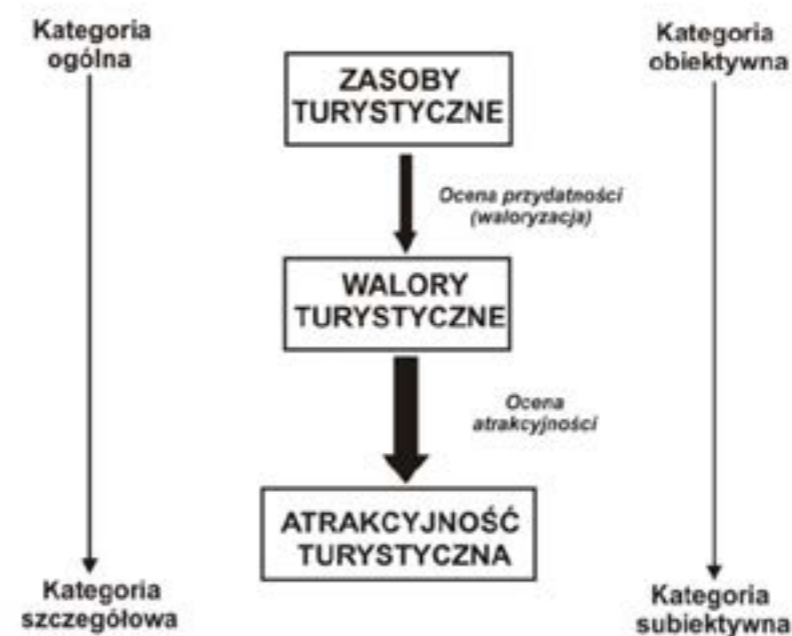 Kategoria
ogólna
Kategoria
obiektywna
ZASOBY
TURYSTYCZNE
Ocena przydatności
(waloryzacja)
WALORY
TURYSTYCZNE
Ocena
atrakcyjności
ATRAKCYJNOŚĆ
TURYSTYCZNA
Kategoria
szczegółowa
Kategoria
subiektywna